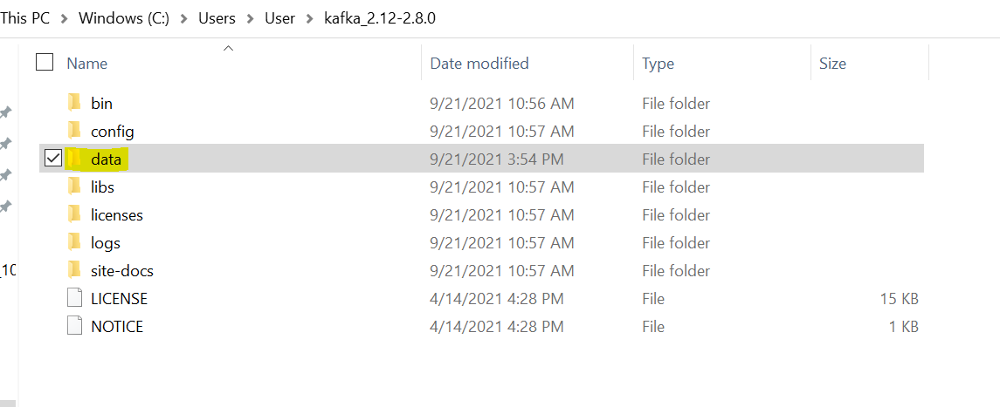 This PC > Windows (C:) > Users > User > kafka_2.12-2.8.0
Name Date modified Type Size
bin 9/21/2021 10:56 AM File folder
config 9/21/2021 10:57 AM File folder
data 9/21/2021 3:54 PM File folder
libs 9/21/2021 10:57 AM File folder
licenses 9/21/2021 10:57 AM File folder
logs 9/21/2021 10:57 AM File folder
_10 site-docs 9/21/2021 10:57 AM File folder
LICENSE 4/14/2021 4:28 PM File 15 KB
NOTICE 4/14/2021 4:28 PM File 1 KB